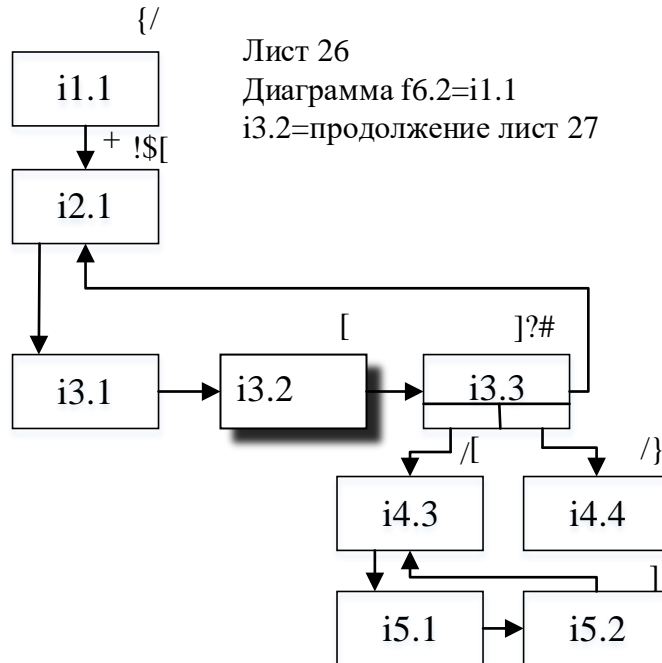 {/
Лист 26
Диаграмма f6.2=i1.1
i3.2=продолжение лист 27
i1.1
+ !$[
i2.1
[ ]?#
i3.1 i3.2 i3.3
/[ /}
i4.3 i4.4
]
i5.1 i5.2